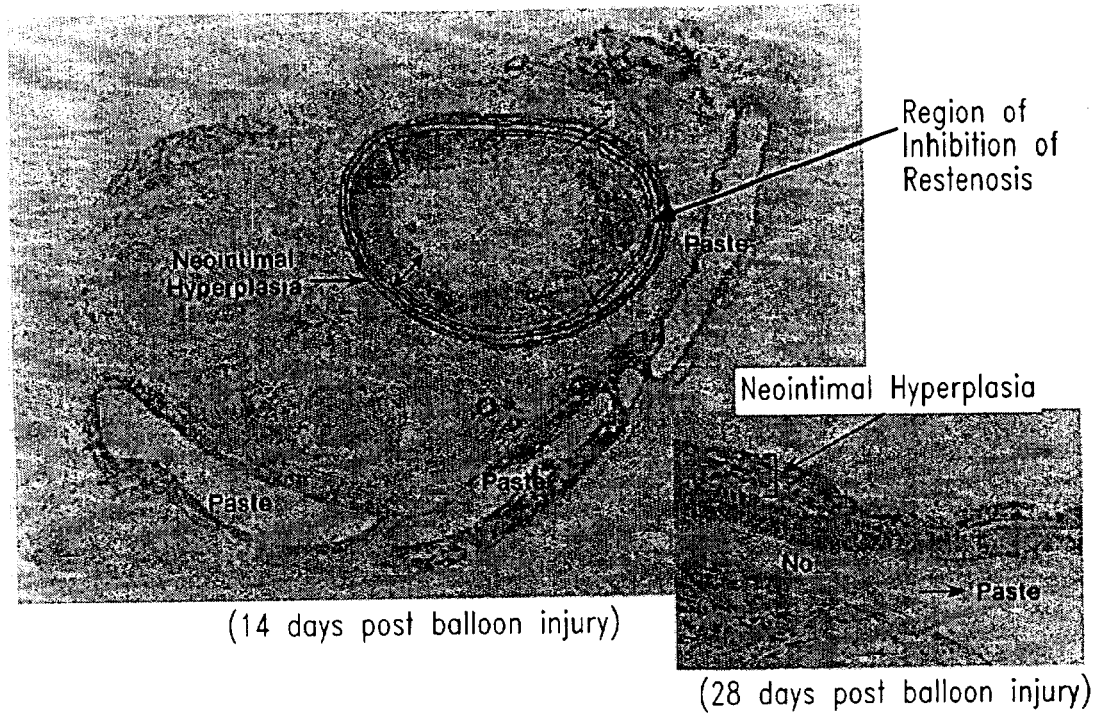 Region of
Inhibition of
Restenosis
Paste
Neointimal
Hyperplasia
Neointimal Hyperplasia
Paste
Paste
No
Paste
(14 days post balloon injury)
(28 days post balloon injury)